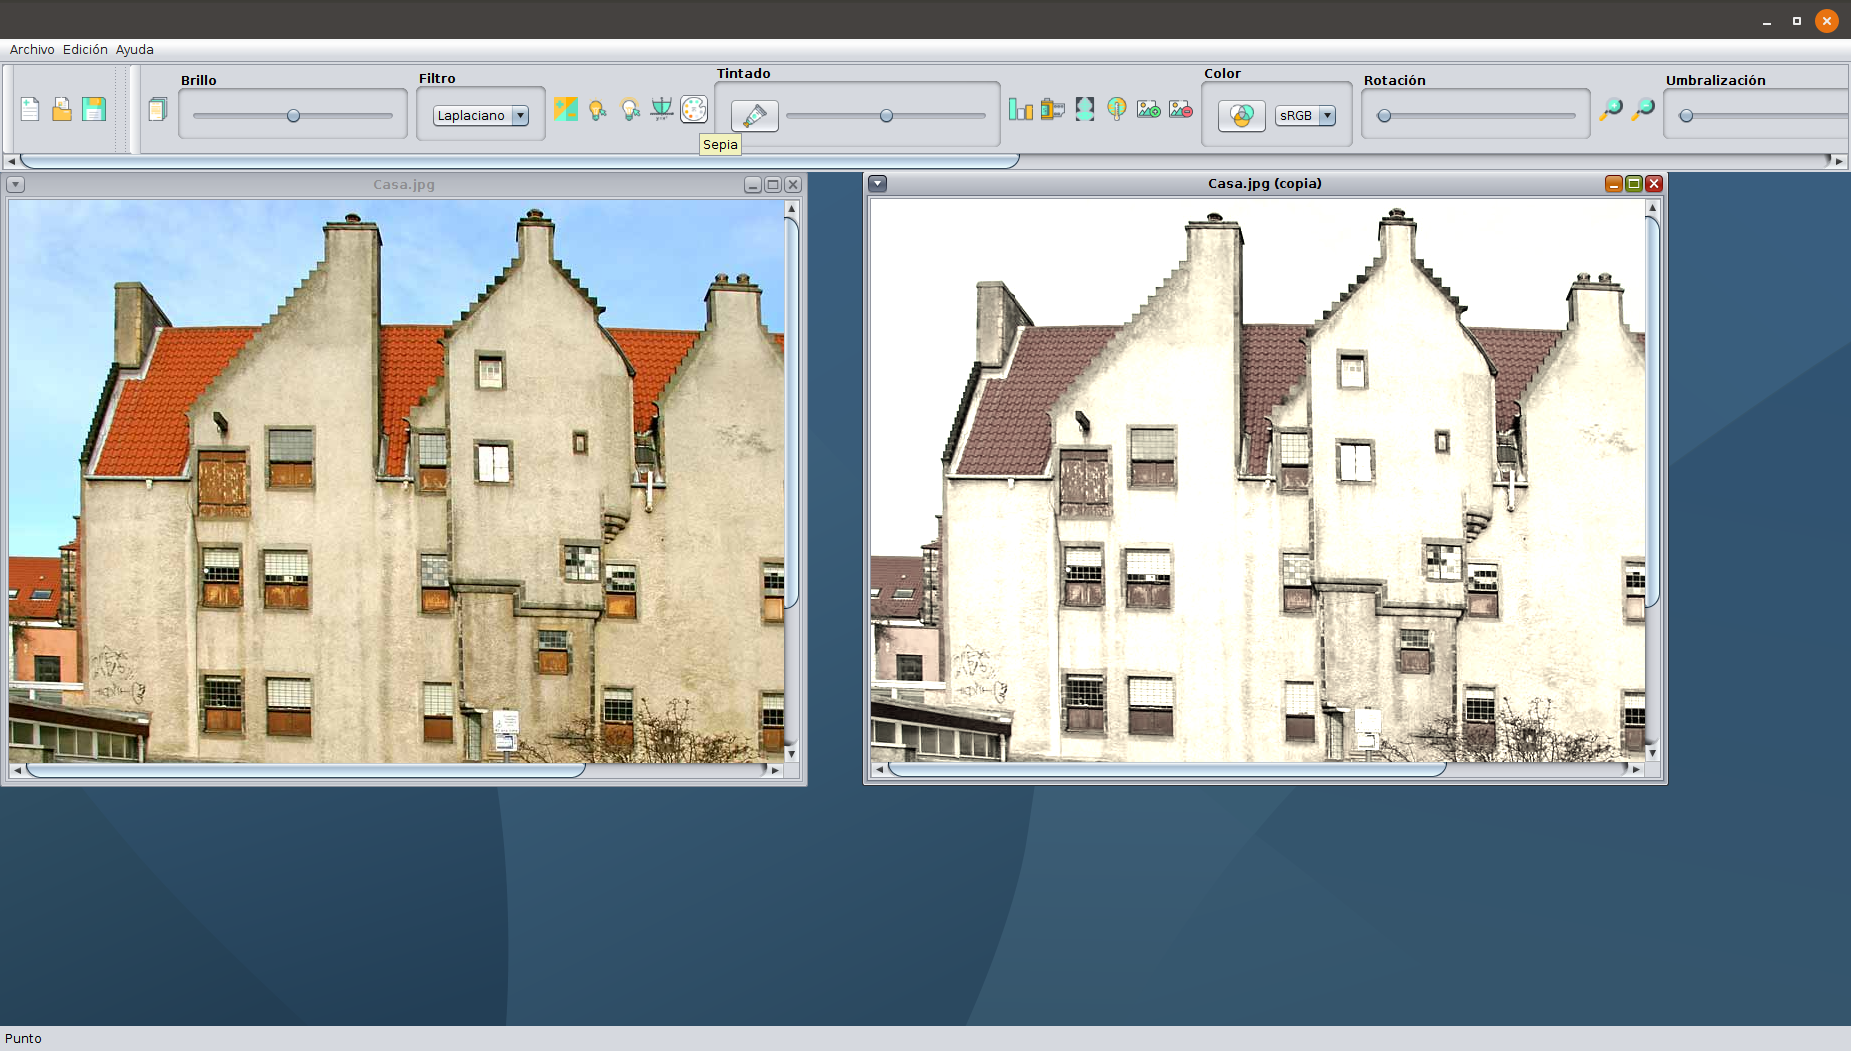 Archivo Edición Ayuda
Brillo
Filtro
Laplaciano
Tintado
Color
sRGB
Rotación
Umbralización
Sepia
Casa.jpg
Casa.jpg (copia)
Punto